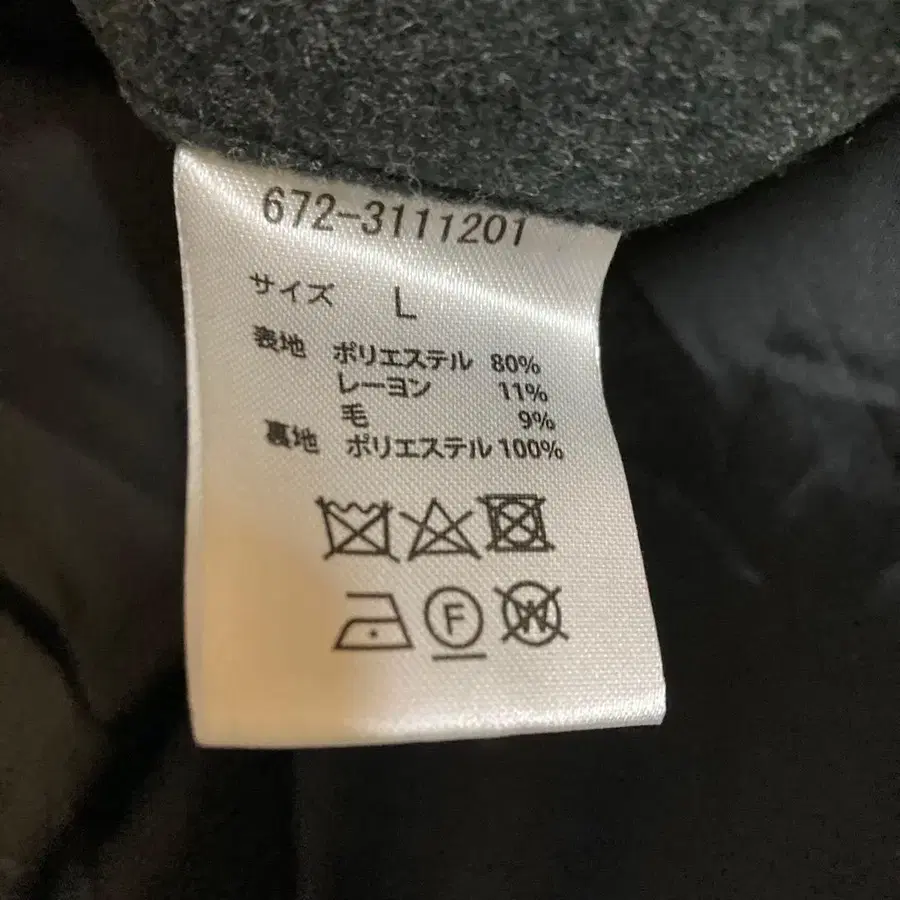 672-3111201
サイズ L
表地 ポリエステル 80%
レーヨン 11%
毛 9%
裏地 ポリエステル 100%
F W